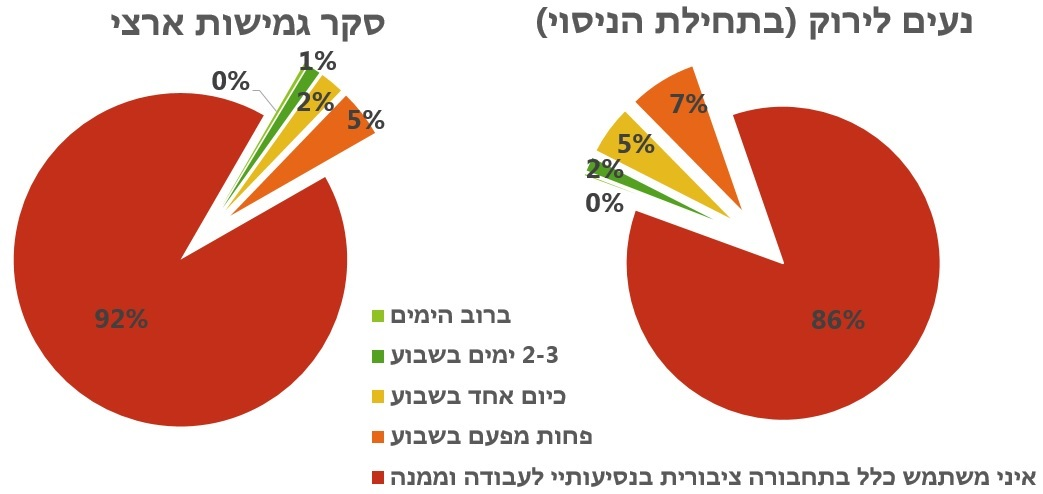 נעים לירוק (בתחילת הניסוי)
7%
5%
2%
0%
86%
סקר גמישות ארצי
0%
1%
2%
5%
92%
ברוב הימים
2-3 ימים בשבוע
כיום אחד בשבוע
פחות מפעם בשבוע
איני משתמש כלל בתחבורה ציבורית בנסיעותיי לעבודה וממנה